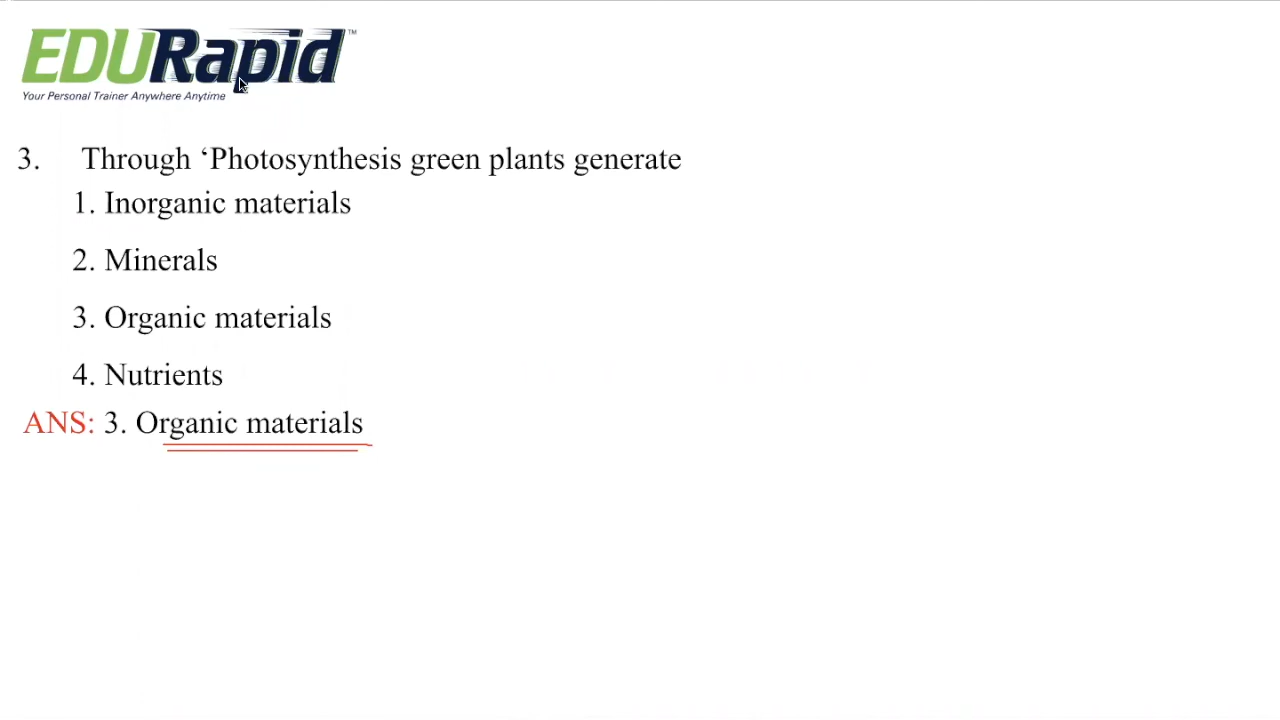 EDURapid™
Your Personal Trainer Anywhere Anytime
3. Through ‘Photosynthesis green plants generate
1. Inorganic materials
2. Minerals
3. Organic materials
4. Nutrients
ANS: 3. Organic materials